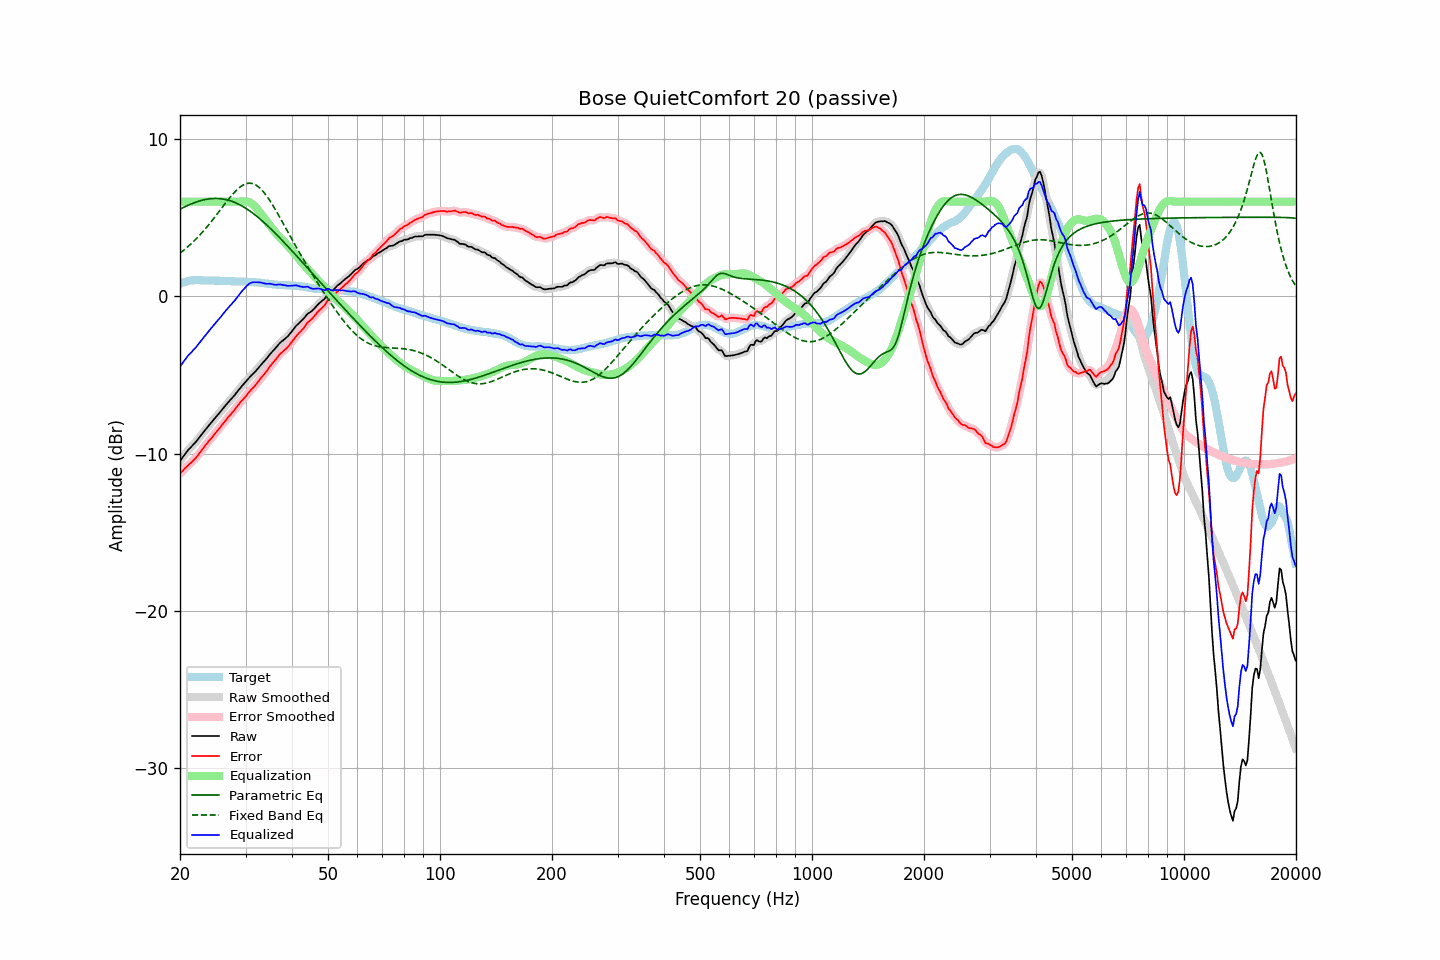 Bose QuietComfort 20 (passive)
10
0
−10
−20
−30
Amplitude (dBr)
Target
Raw Smoothed
Error Smoothed
Raw
Error
Equalization
Parametric Eq
Fixed Band Eq
Equalized
20 50 100 200 500 1000 2000 5000 10000 20000
Frequency (Hz)